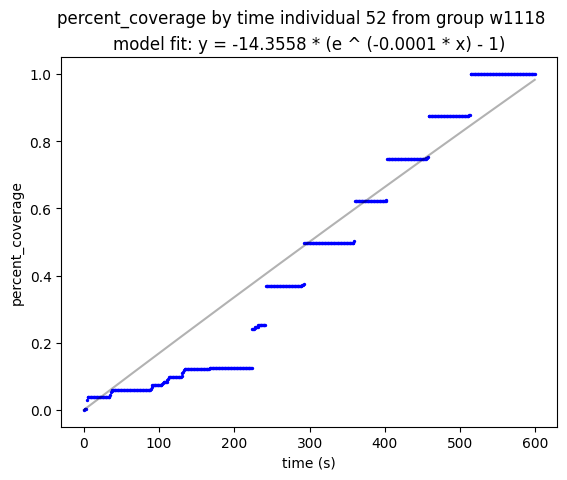 percent_coverage by time individual 52 from group w1118
model fit: y = -14.3558 * (e ^ (-0.0001 * x) - 1)
1.0
0.8
0.6
0.4
0.2
0.0
percent_coverage
0 100 200 300 400 500 600
time (s)